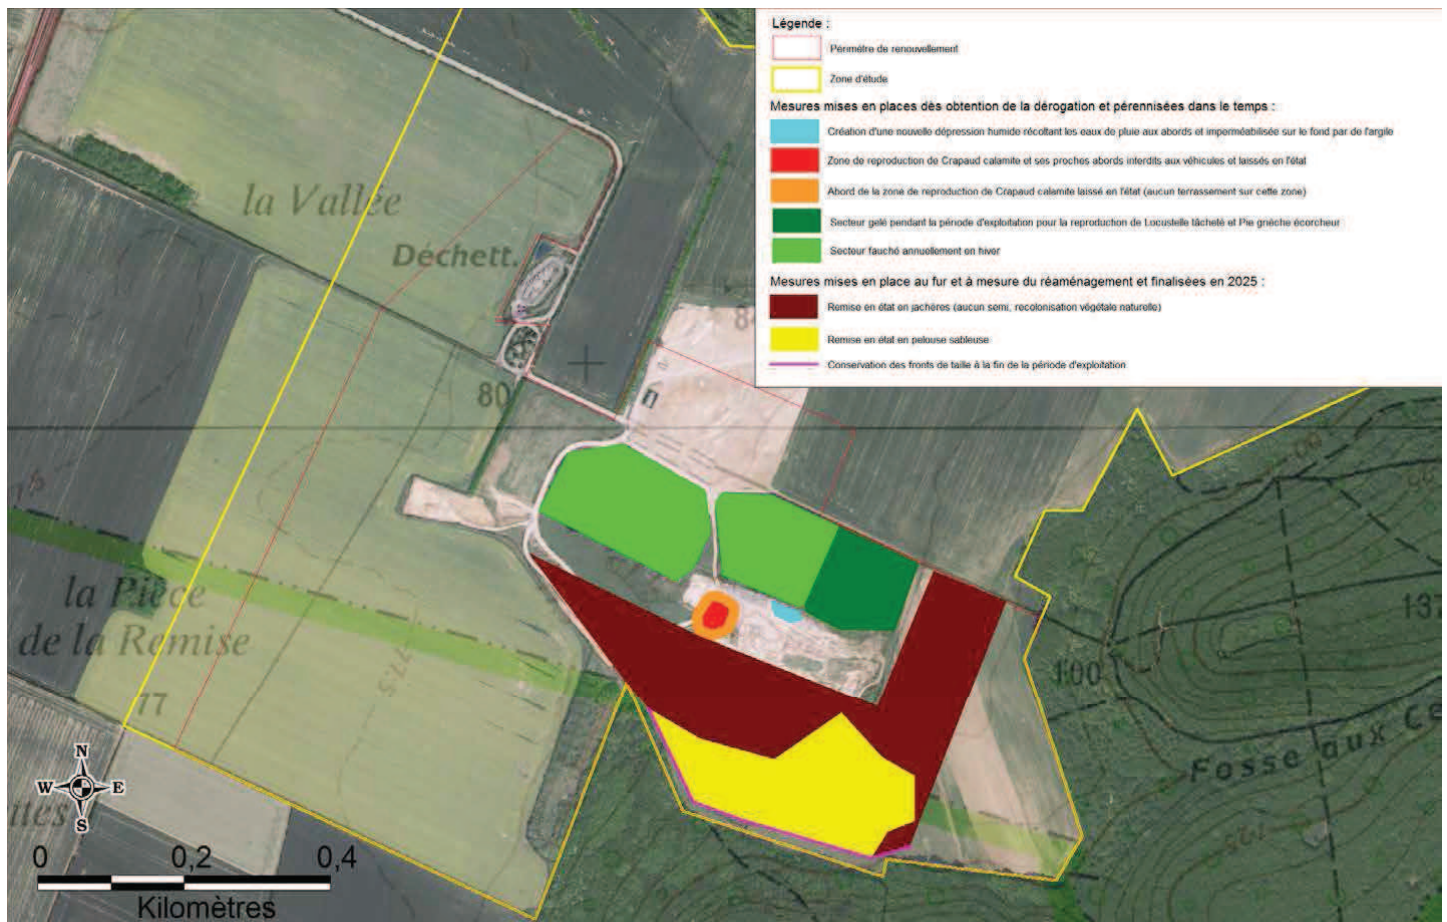 Légende :
Périmètre de renouvellement
Zone d'étude
Mesures mises en places dès obtention de la dérogation et pérennisées dans le temps :
Création d'une nouvelle dépression humide récoltant les eaux de pluie aux abords et imperméabilisée sur le fond par de l'argile
Zone de reproduction de Crapaud calamite et ses proches abords interdits aux véhicules et laissés en l'état
Abord de la zone de reproduction de Crapaud calamite laissé en l'état (aucun terrassement sur cette zone)
Secteur gelé pendant la période d'exploitation pour la reproduction de Locustelle tâcheté et Pie grièche écorcheur
Secteur fauché annuellement en hiver
Mesures mises en place au fur et à mesure du réaménagement et finalisées en 2025 :
Remise en état en jachères (aucun semi, recolonisation végétale naturelle)
Remise en état en pelouse sableuse
Conservation des fronts de taille à la fin de la période d'exploitation
la Vallée
Déchett.
80
la Pièce
de la Remise
77,5
77
100
137
Fosse aux Ce
N
W E
S
0 0,2 0,4
Kilomètres